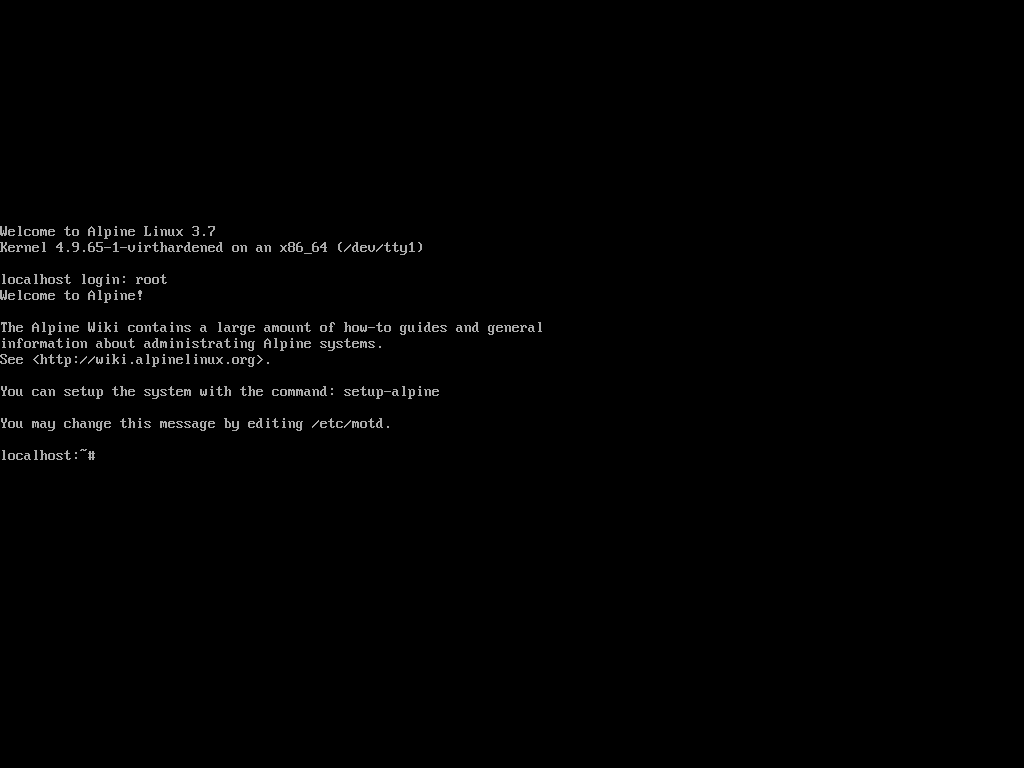 Welcome to Alpine Linux 3.7
Kernel 4.9.65-1-virthardened on an x86_64 (/dev/tty1)
localhost login: root
Welcome to Alpine!
The Alpine Wiki contains a large amount of how-to guides and general
information about administrating Alpine systems.
See <http://wiki.alpinelinux.org>.
You can setup the system with the command: setup-alpine
You may change this message by editing /etc/motd.
localhost:~#